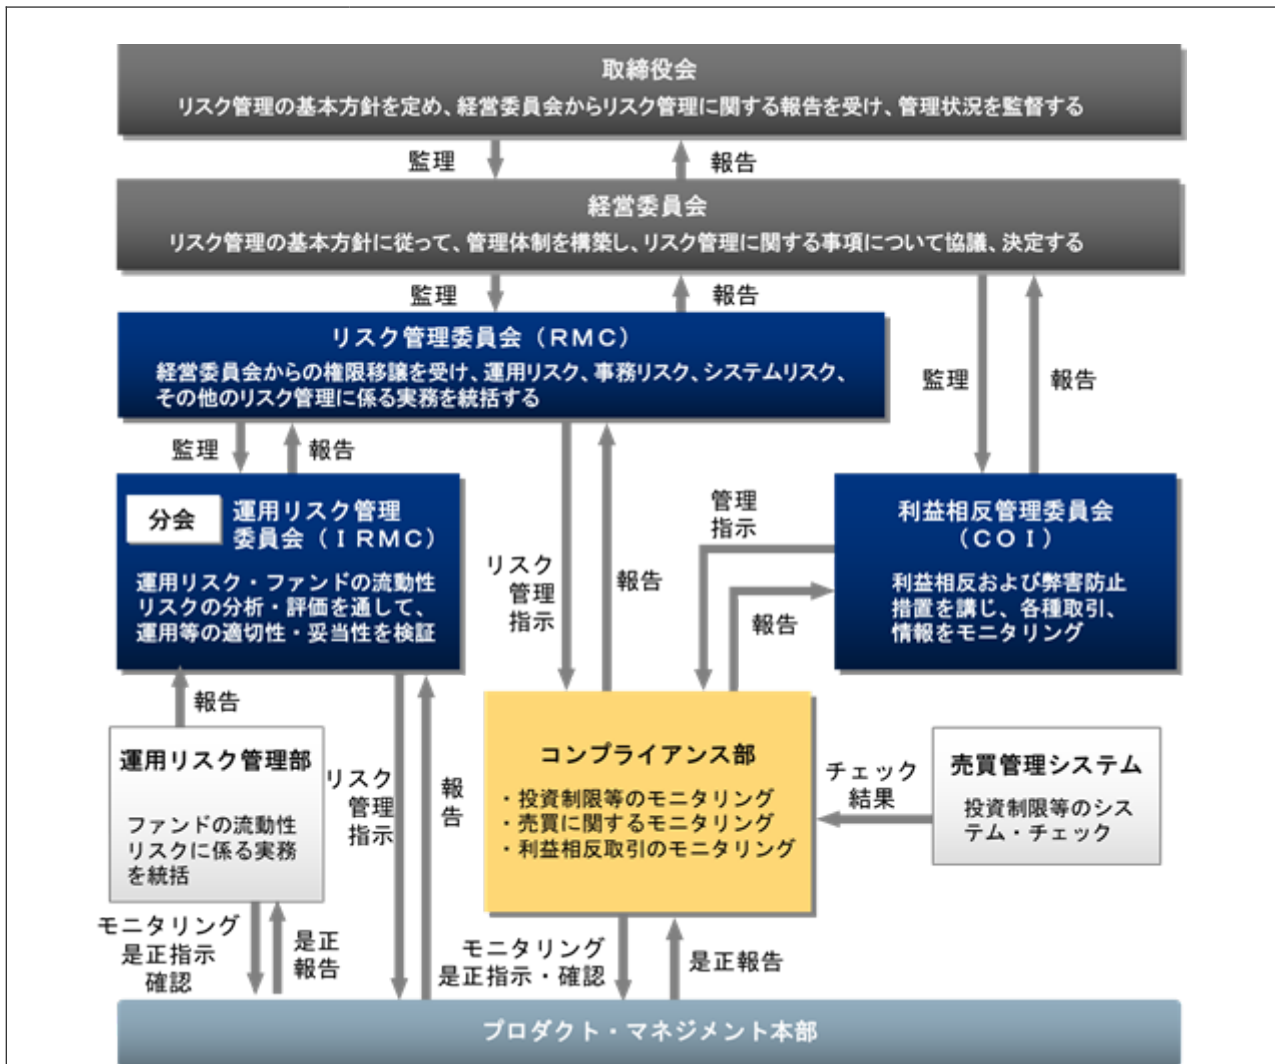 取締役会
リスク管理の基本方針を定め、経営委員会からリスク管理に関する報告を受け、管理状況を監督する
監理
報告
経営委員会
リスク管理の基本方針に従って、管理体制を構築し、リスク管理に関する事項について協議、決定する
監理
報告
リスク管理委員会（ＲＭＣ）
経営委員会からの権限移譲を受け、運用リスク、事務リスク、システムリスク、
その他のリスク管理に係る実務を統括する
監理
報告
監理
報告
分会
運用リスク管理
委員会（ＩＲＭＣ）
運用リスク・ファンドの流動性
リスクの分析・評価を通して、
運用等の適切性・妥当性を検証
リスク
管理
指示
報告
管理
指示
報告
利益相反管理委員会
（ＣＯＩ）
利益相反および弊害防止
措置を講じ、各種取引、
情報をモニタリング
報告
運用リスク管理部
ファンドの流動性
リスクに係る実務
を統括
リスク
管理
指示
報告
コンプライアンス部
・投資制限等のモニタリング
・売買に関するモニタリング
・利益相反取引のモニタリング
チェック
結果
売買管理システム
投資制限等のシス
テム・チェック
モニタリング
是正指示
確認
是正
報告
モニタリング
是正指示・確認
是正報告
プロダクト・マネジメント本部